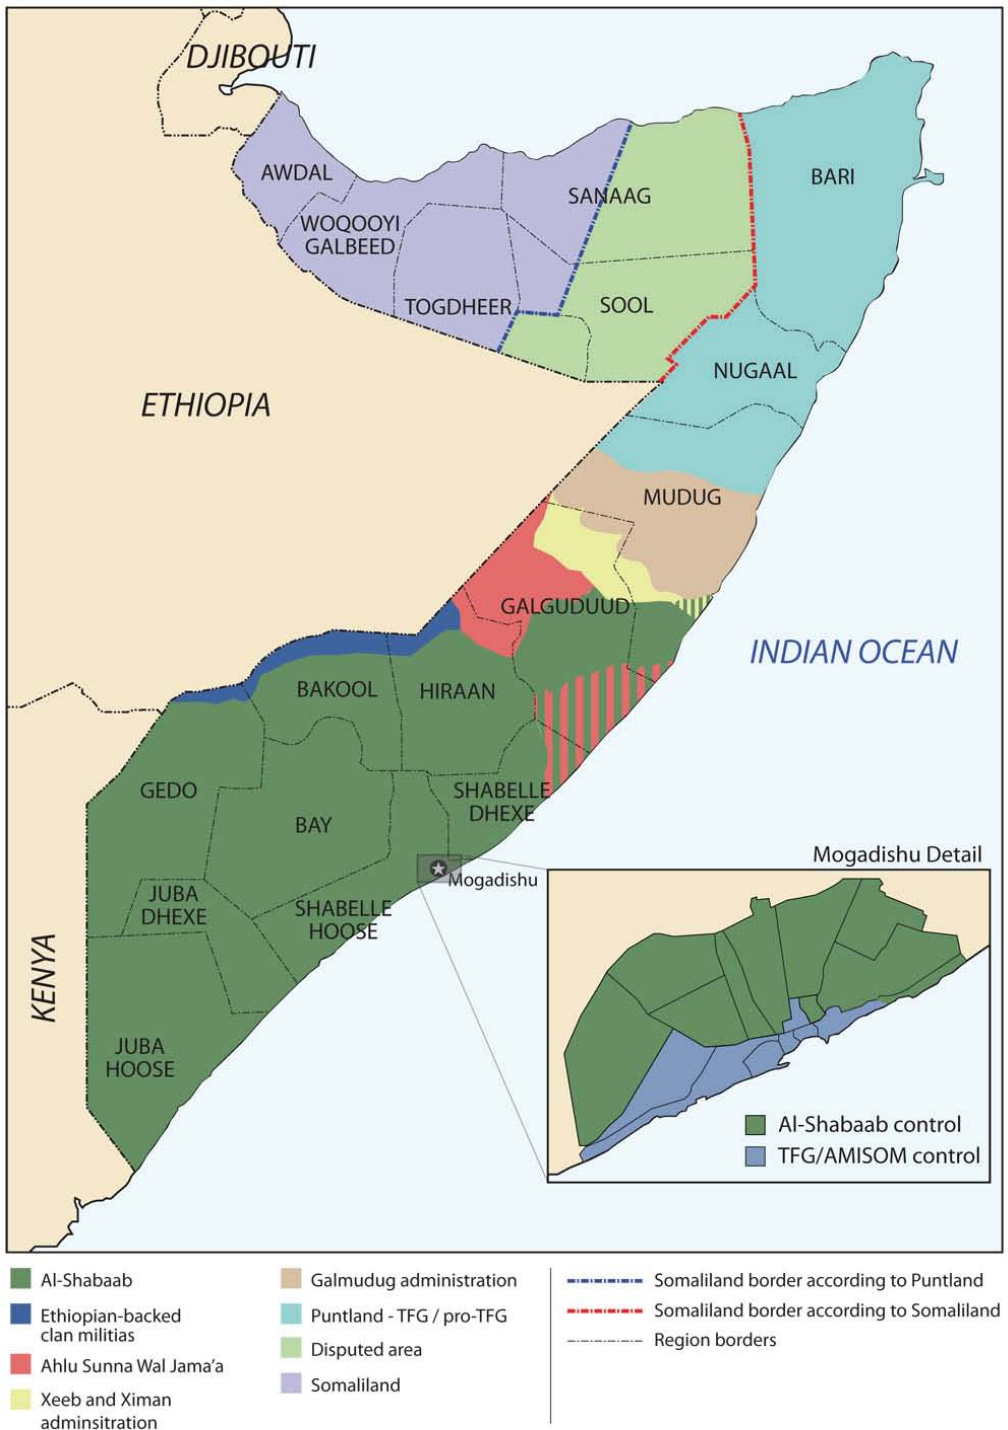 DJIBOUTI
AWDAL
WOQOOYI
GALBEED
TOGDHEER
SANAAG
SOOL
BARI
NUGAAL
ETHIOPIA
MUDUG
GALGUDUUD
INDIAN OCEAN
BAKOOL
HIRAAN
GEDO
BAY
SHABELLE
DHEXE
Mogadishu
JUBA
DHEXE
SHABELLE
HOOSE
KENYA
JUBA
HOOSE
Mogadishu Detail
Al-Shabaab control
TFG/AMISOM control
Al-Shabaab
Ethiopian-backed
clan militias
Ahlu Sunna Wal Jama'a
Xeeb and Ximan
adminsitration
Galmudug administration
Puntland - TFG / pro-TFG
Disputed area
Somaliland
Somaliland border according to Puntland
Somaliland border according to Somaliland
Region borders